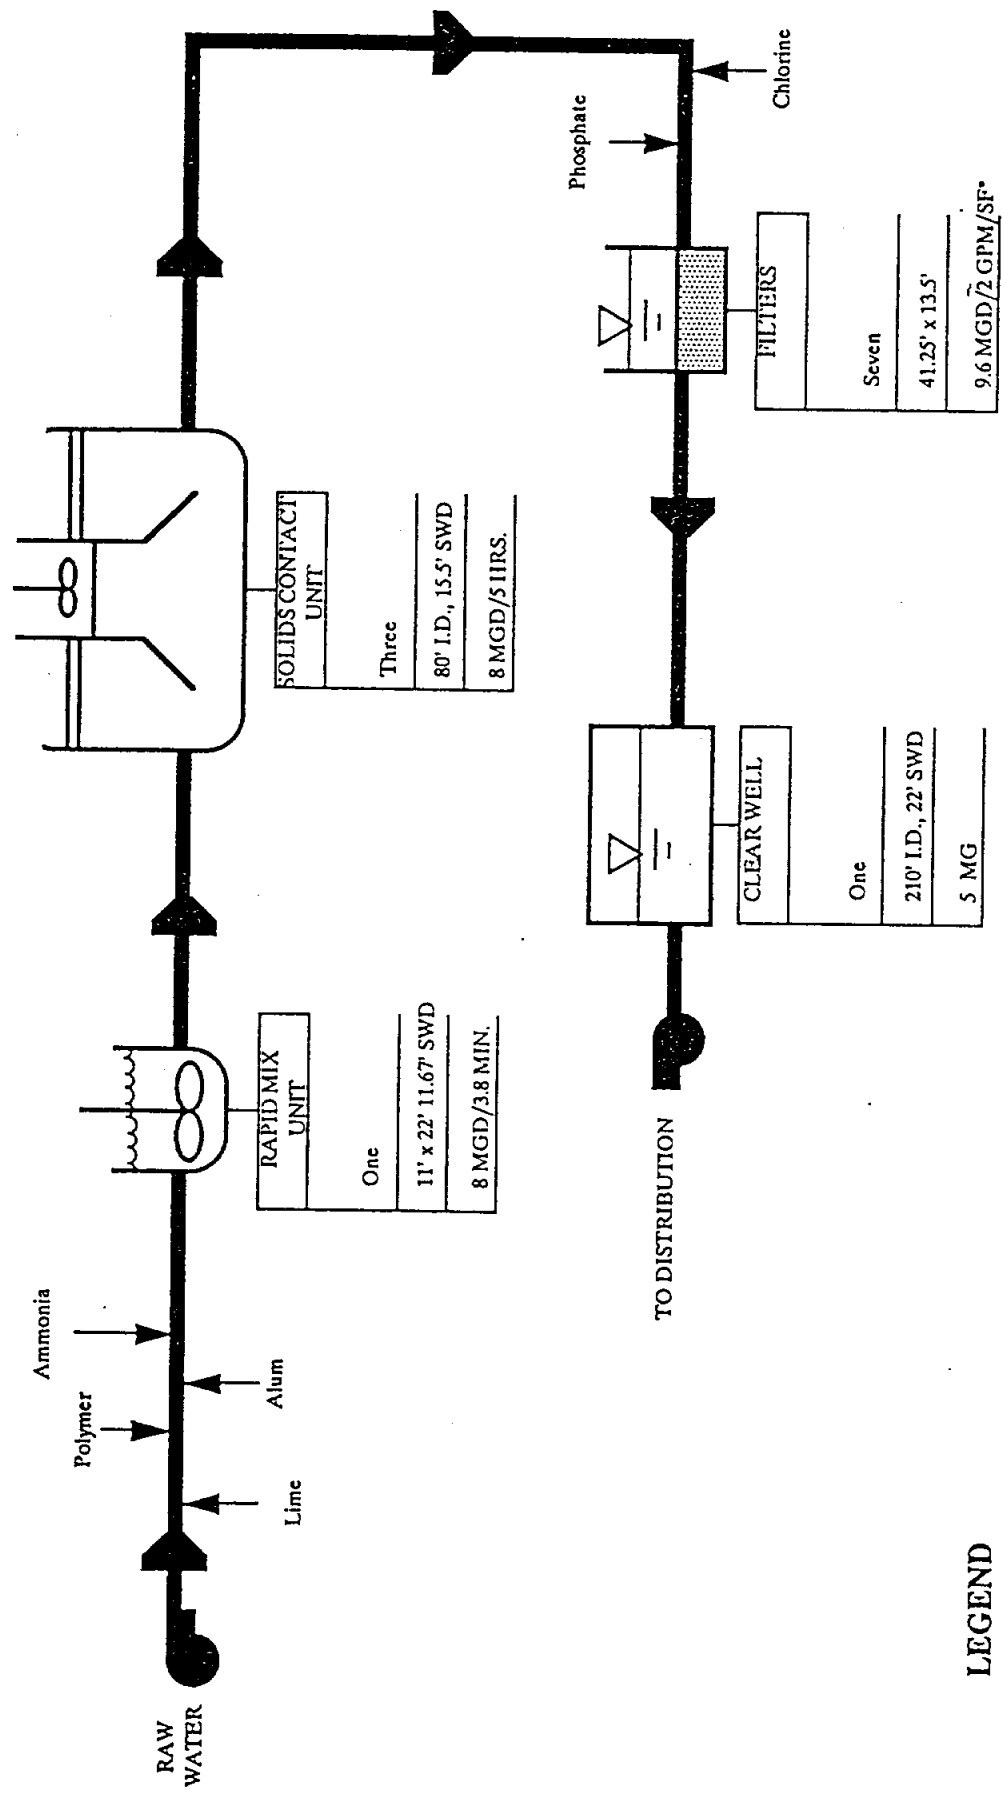 RAW
WATER
Lime
Polymer
Alum
Ammonia
RAPID MIX
UNIT
One
11' x 22' 11.67' SWD
8 MGD/3.8 MIN.
SOLIDS CONTACT
UNIT
Three
80' I.D., 15.5' SWD
8 MGD/5 HRS.
Chlorine
Phosphate
FILTERS
Seven
41.25' x 13.5'
9.6 MGD/2 GPM/SF*
CLEAR WELL
One
210' I.D., 22' SWD
5 MG
TO DISTRIBUTION
LEGEND